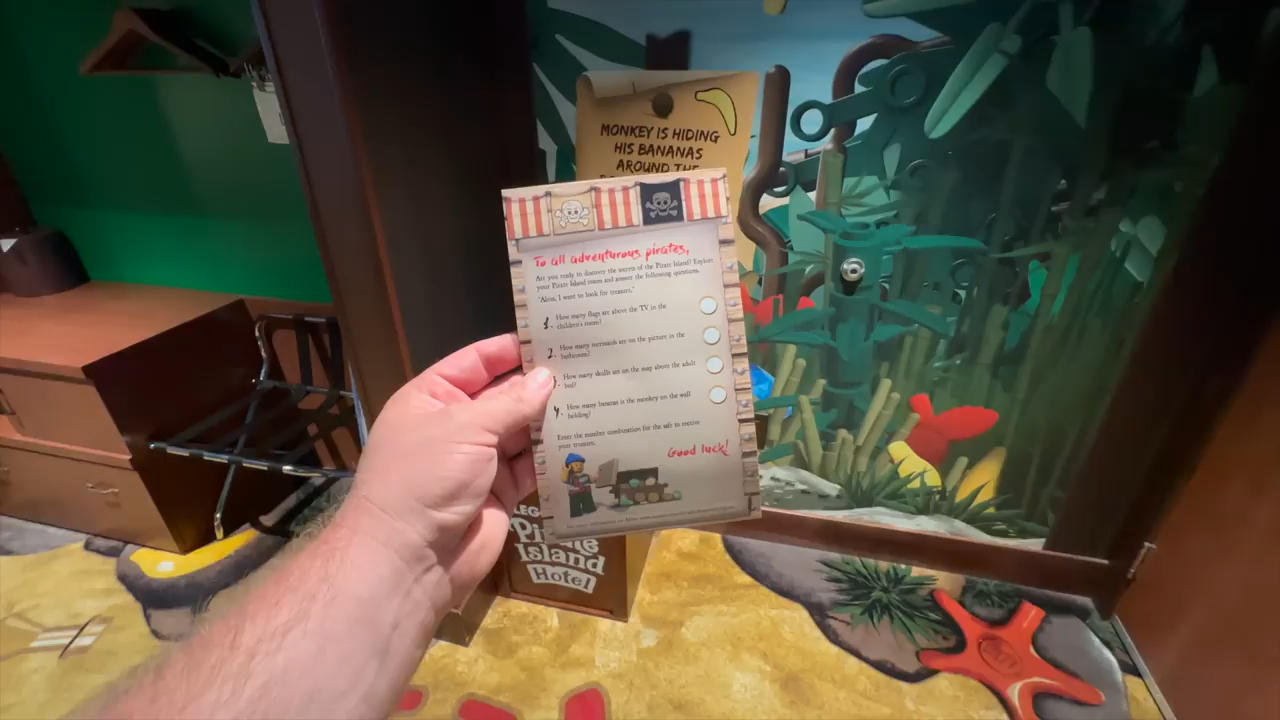 MONKEY IS HIDING
HIS BANANAS
AROUND THE
To all adventurous pirates,
Are you ready to discover the secrets of the Pirate Island? Explore
your Pirate Island room and answer the following questions.
"Ahoi, I want to look for treasure."
1. How many flags are above the TV in the
children's room?
2. How many mermaids are on the picture in the
bathroom?
How many skulls are on the map above the adult
bed?
4. How many bananas is the monkey on the wall
holding?
Enter the number combination for the safe to receive
your treasure.
Good luck!
LEG
Pirate
Island
Hotel